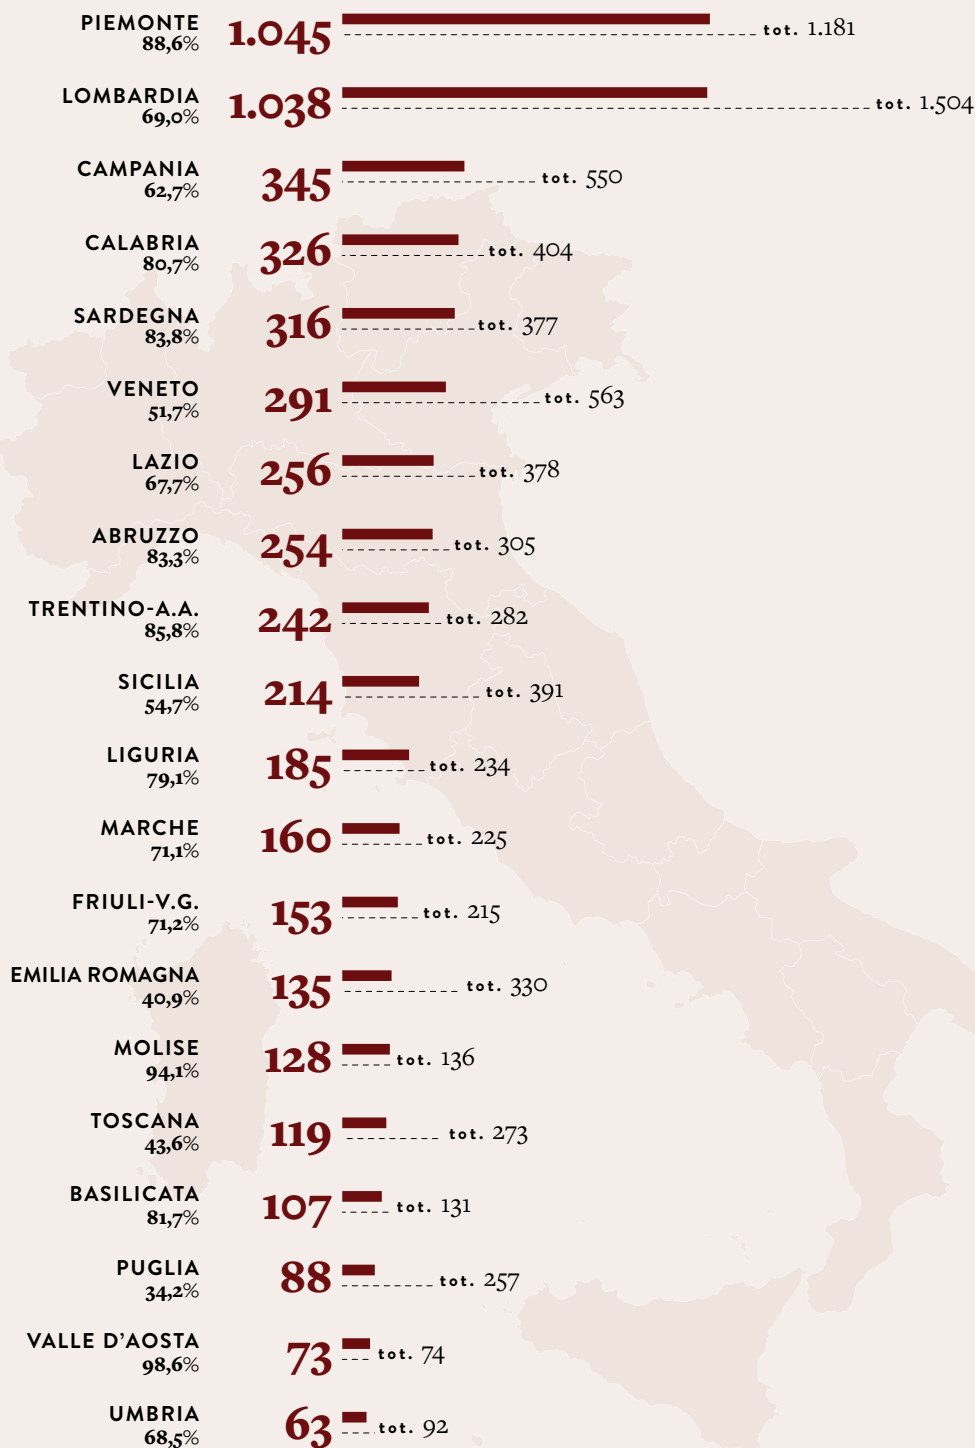 PIEMONTE
88,6%
1.045
tot. 1.181
LOMBARDIA
69,0%
1.038
tot. 1.504
CAMPANIA
62,7%
345
tot. 550
CALABRIA
80,7%
326
tot. 404
SARDEGNA
83,8%
316
tot. 377
VENETO
51,7%
291
tot. 563
LAZIO
67,7%
256
tot. 378
ABRUZZO
83,3%
254
tot. 305
TRENTINO-A.A.
85,8%
242
tot. 282
SICILIA
54,7%
214
tot. 391
LIGURIA
79,1%
185
tot. 234
MARCHE
71,1%
160
tot. 225
FRIULI-V.G.
71,2%
153
tot. 215
EMILIA ROMAGNA
40,9%
135
tot. 330
MOLISE
94,1%
128
tot. 136
TOSCANA
43,6%
119
tot. 273
BASILICATA
81,7%
107
tot. 131
PUGLIA
34,2%
88
tot. 257
VALLE D’AOSTA
98,6%
73
tot. 74
UMBRIA
68,5%
63
tot. 92